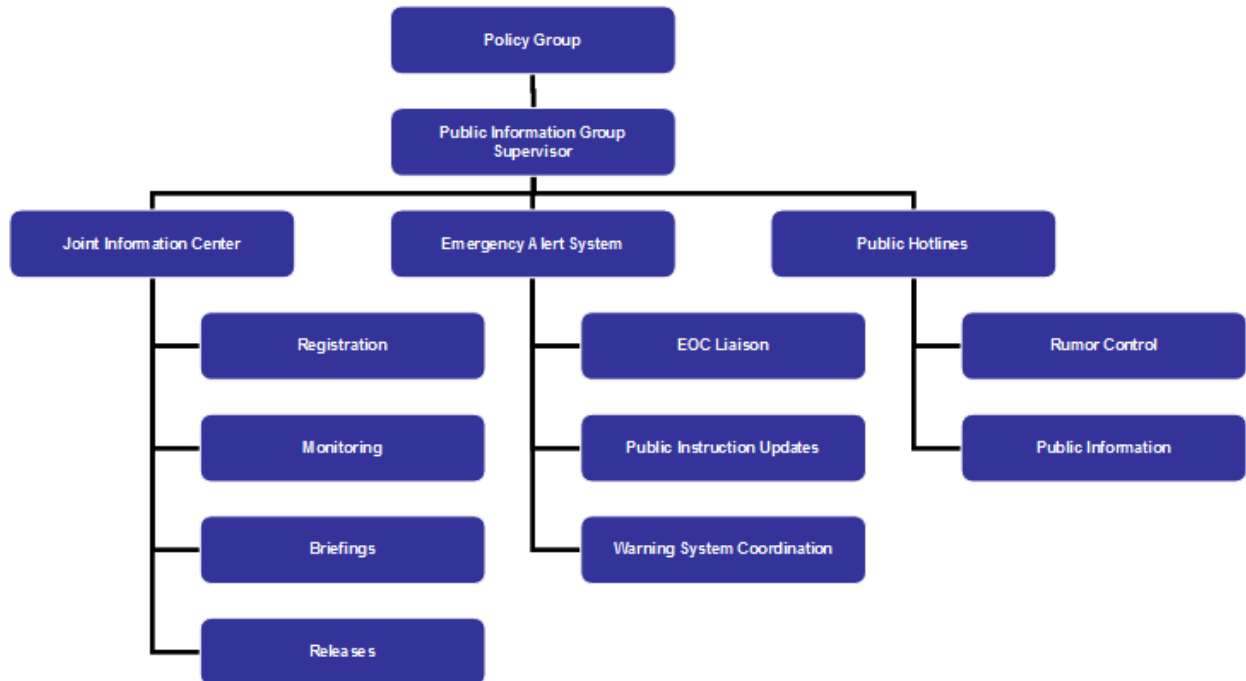 Policy Group
Public Information Group
Supervisor
Joint Information Center
Emergency Alert System
Public Hotlines
Registration
EOC Liaison
Rumor Control
Monitoring
Public Instruction Updates
Public Information
Briefings
Warning System Coordination
Releases